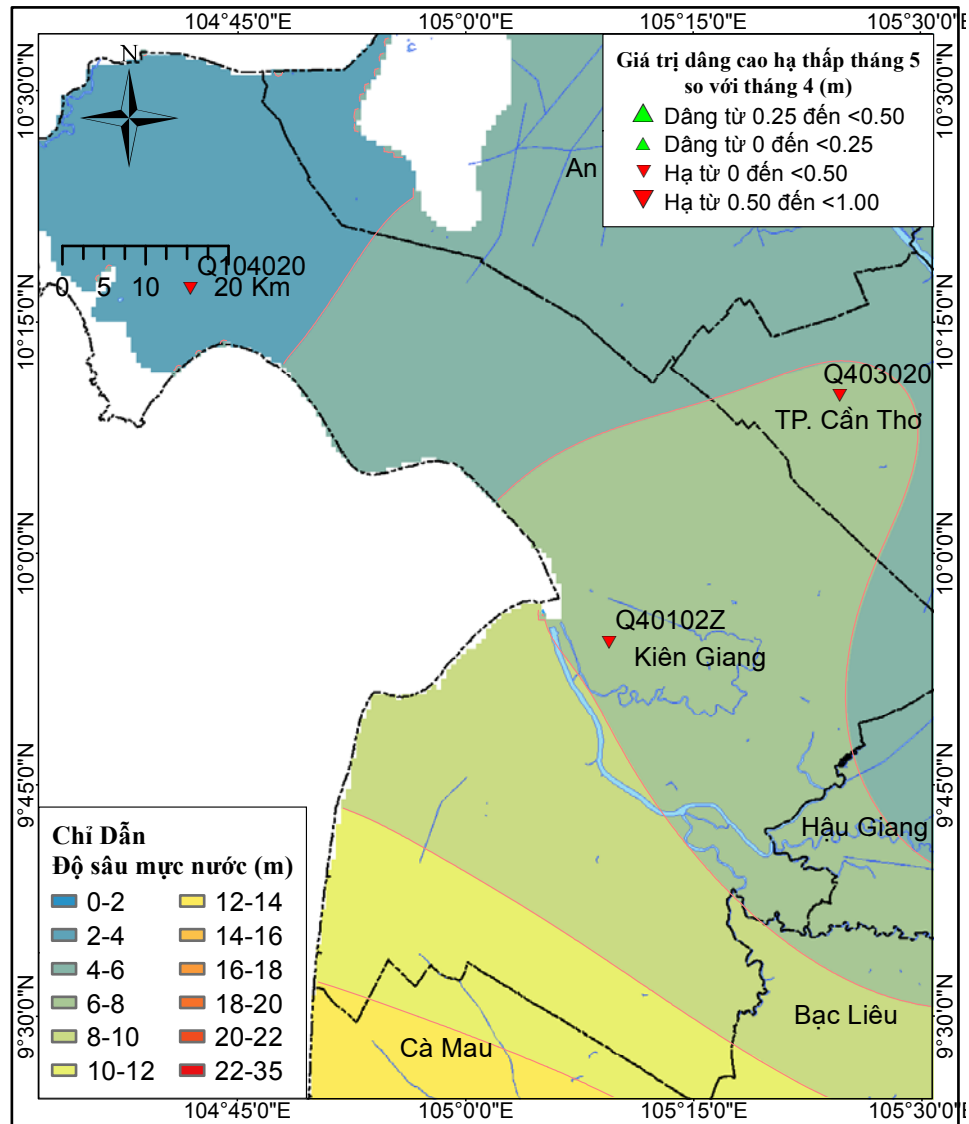 104°45'0"E
105°0'0"E
105°15'0"E
105°30'0"E
N
Giá trị dâng cao hạ thấp tháng 5
so với tháng 4 (m)
Dâng từ 0.25 đến <0.50
Dâng từ 0 đến <0.25
Hạ từ 0 đến <0.50
Hạ từ 0.50 đến <1.00
10°30'0"N
10°30'0"N
An
Q104020
0 5 10 20 Km
10°15'0"N
10°15'0"N
Q403020
TP. Cần Thơ
10°0'0"N
10°0'0"N
Q40102Z
Kiên Giang
9°45'0"N
9°45'0"N
Hậu Giang
Chỉ Dẫn
Độ sâu mực nước (m)
0-2 12-14
2-4 14-16
4-6 16-18
6-8 18-20
8-10 20-22
10-12 22-35
9°30'0"N
9°30'0"N
Bạc Liêu
Cà Mau
104°45'0"E
105°0'0"E
105°15'0"E
105°30'0"E